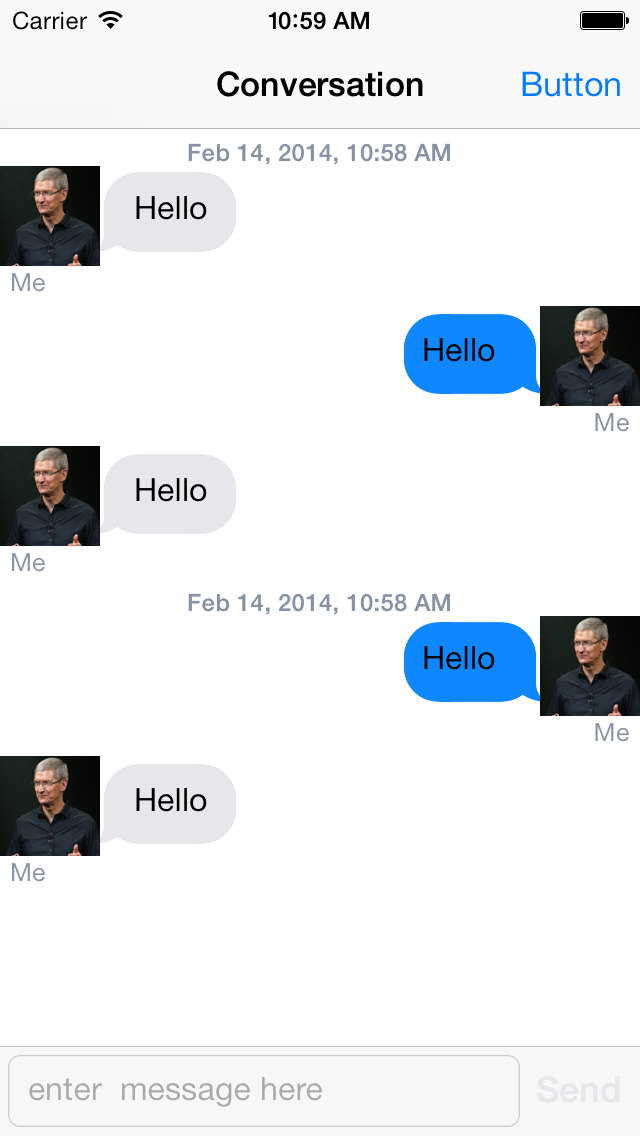 Carrier 10:59 AM
Conversation Button
Feb 14, 2014, 10:58 AM
Hello
Me
Hello
Me
Hello
Me
Feb 14, 2014, 10:58 AM
Hello
Me
Hello
Me
enter  message here Send